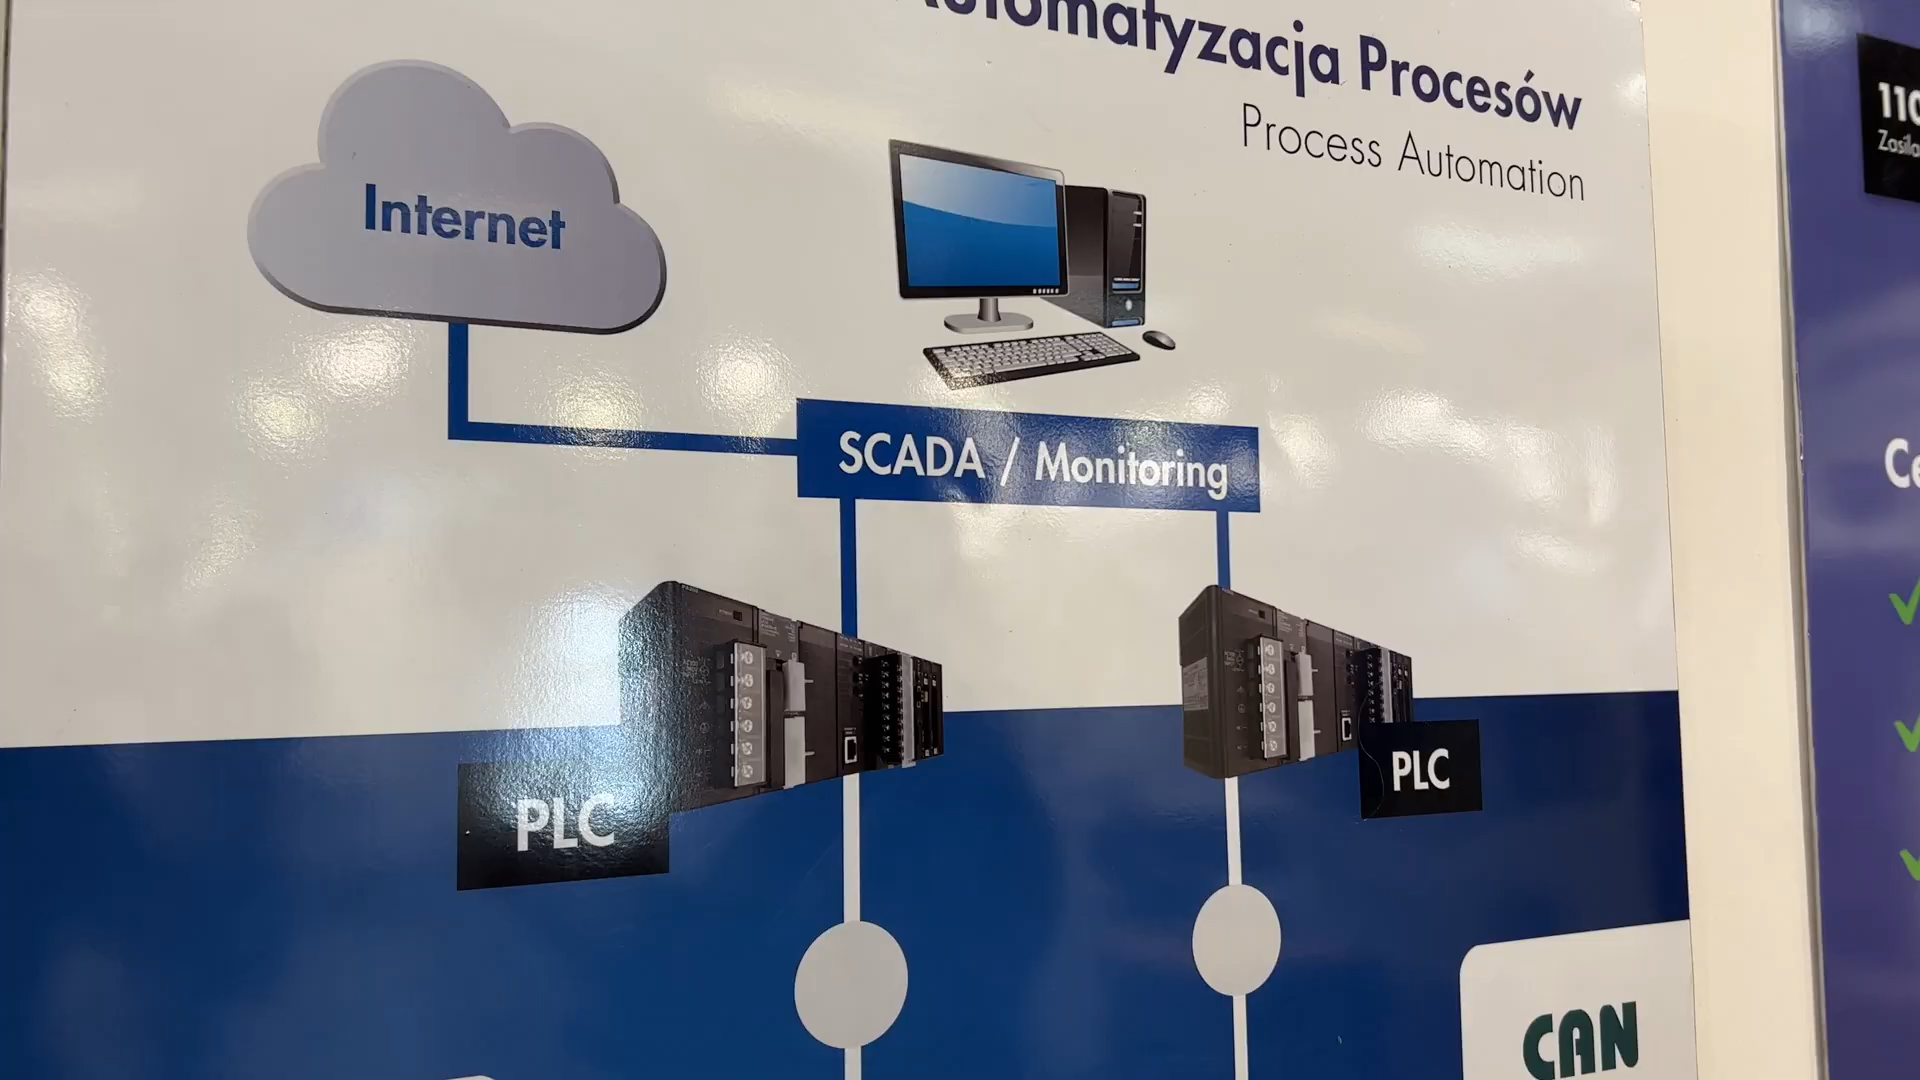 Automatyzacja Procesów
Process Automation
Internet
SCADA / Monitoring
PLC
PLC
CAN